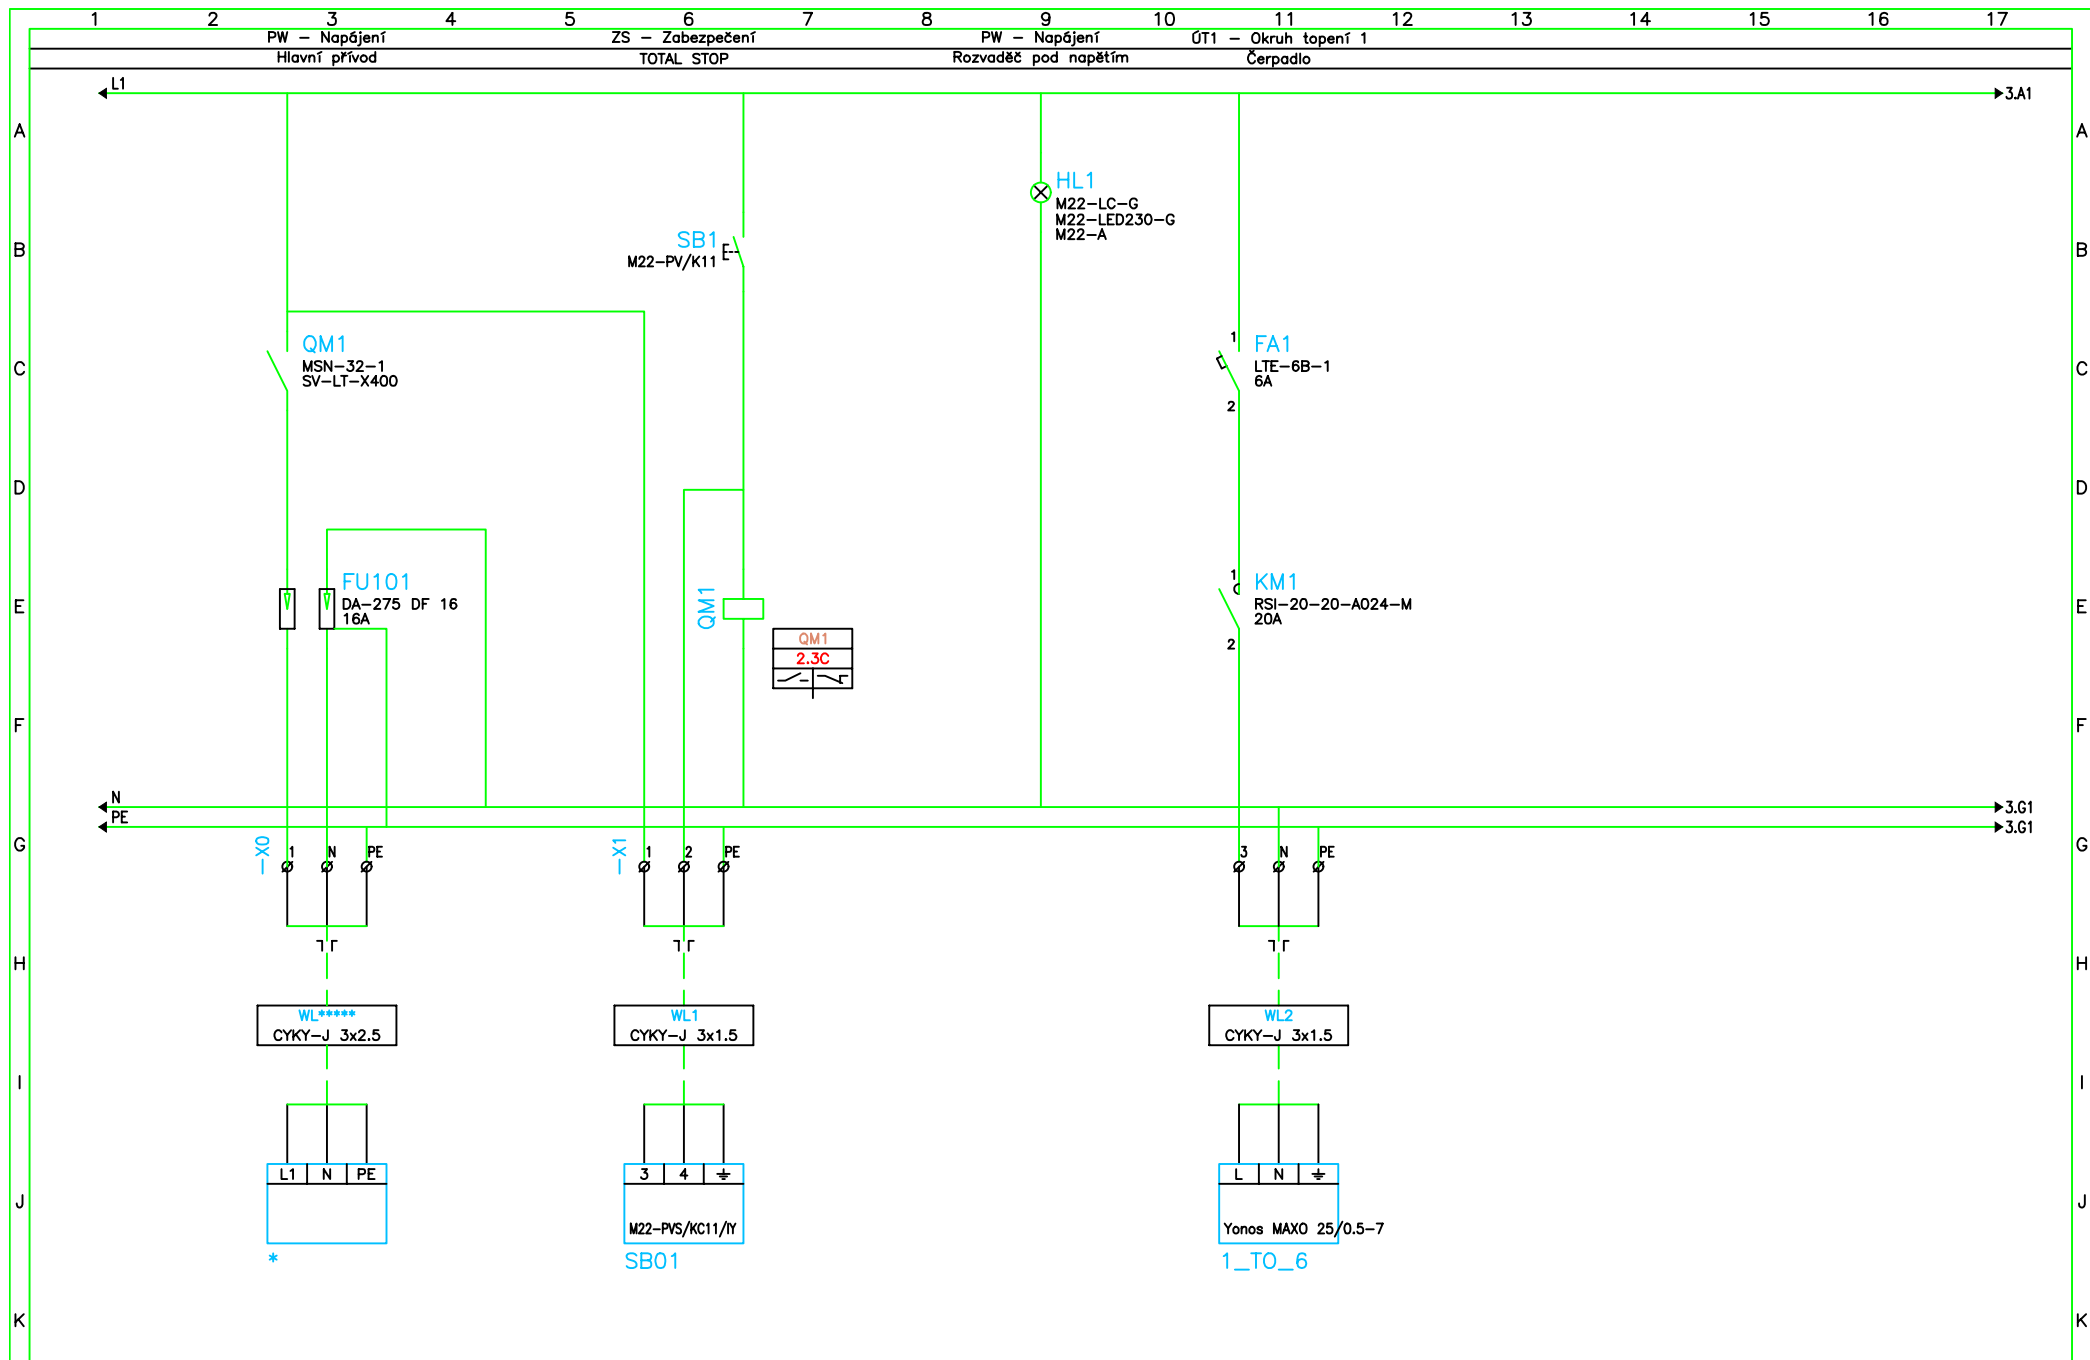 1 2 3 4 5 6 7 8 9 10 11 12 13 14 15 16 17
PW – Napájení
ZS – Zabezpečení
PW – Napájení
ÚT1 – Okruh topení 1
Hlavní přívod
TOTAL STOP
Rozvaděč pod napětím
Čerpadlo
L1
3.A1
A
A
HL1
M22-LC-G
M22-LED230-G
M22-A
SB1
M22-PV/K11
B
B
QM1
MSN-32-1
SV-LT-X400
1
FA1
LTE-6B-1
6A
2
C
C
D
D
FU101
DA-275 DF 16
16A
QM1
QM1
2.3C
1
KM1
RSI-20-20-A024-M
20A
2
E
E
F
F
N
3.G1
PE
3.G1
G
G
-X0
1 N PE
-X1
1 2 PE
3 N PE
H
H
WL*****
CYKY-J 3x2.5
WL1
CYKY-J 3x1.5
WL2
CYKY-J 3x1.5
I
I
L1 N PE
3 4
L N
J
J
M22-PVS/KC11/IY
Yonos MAXO 25/0.5-7
*
SB01
1_TO_6
K
K